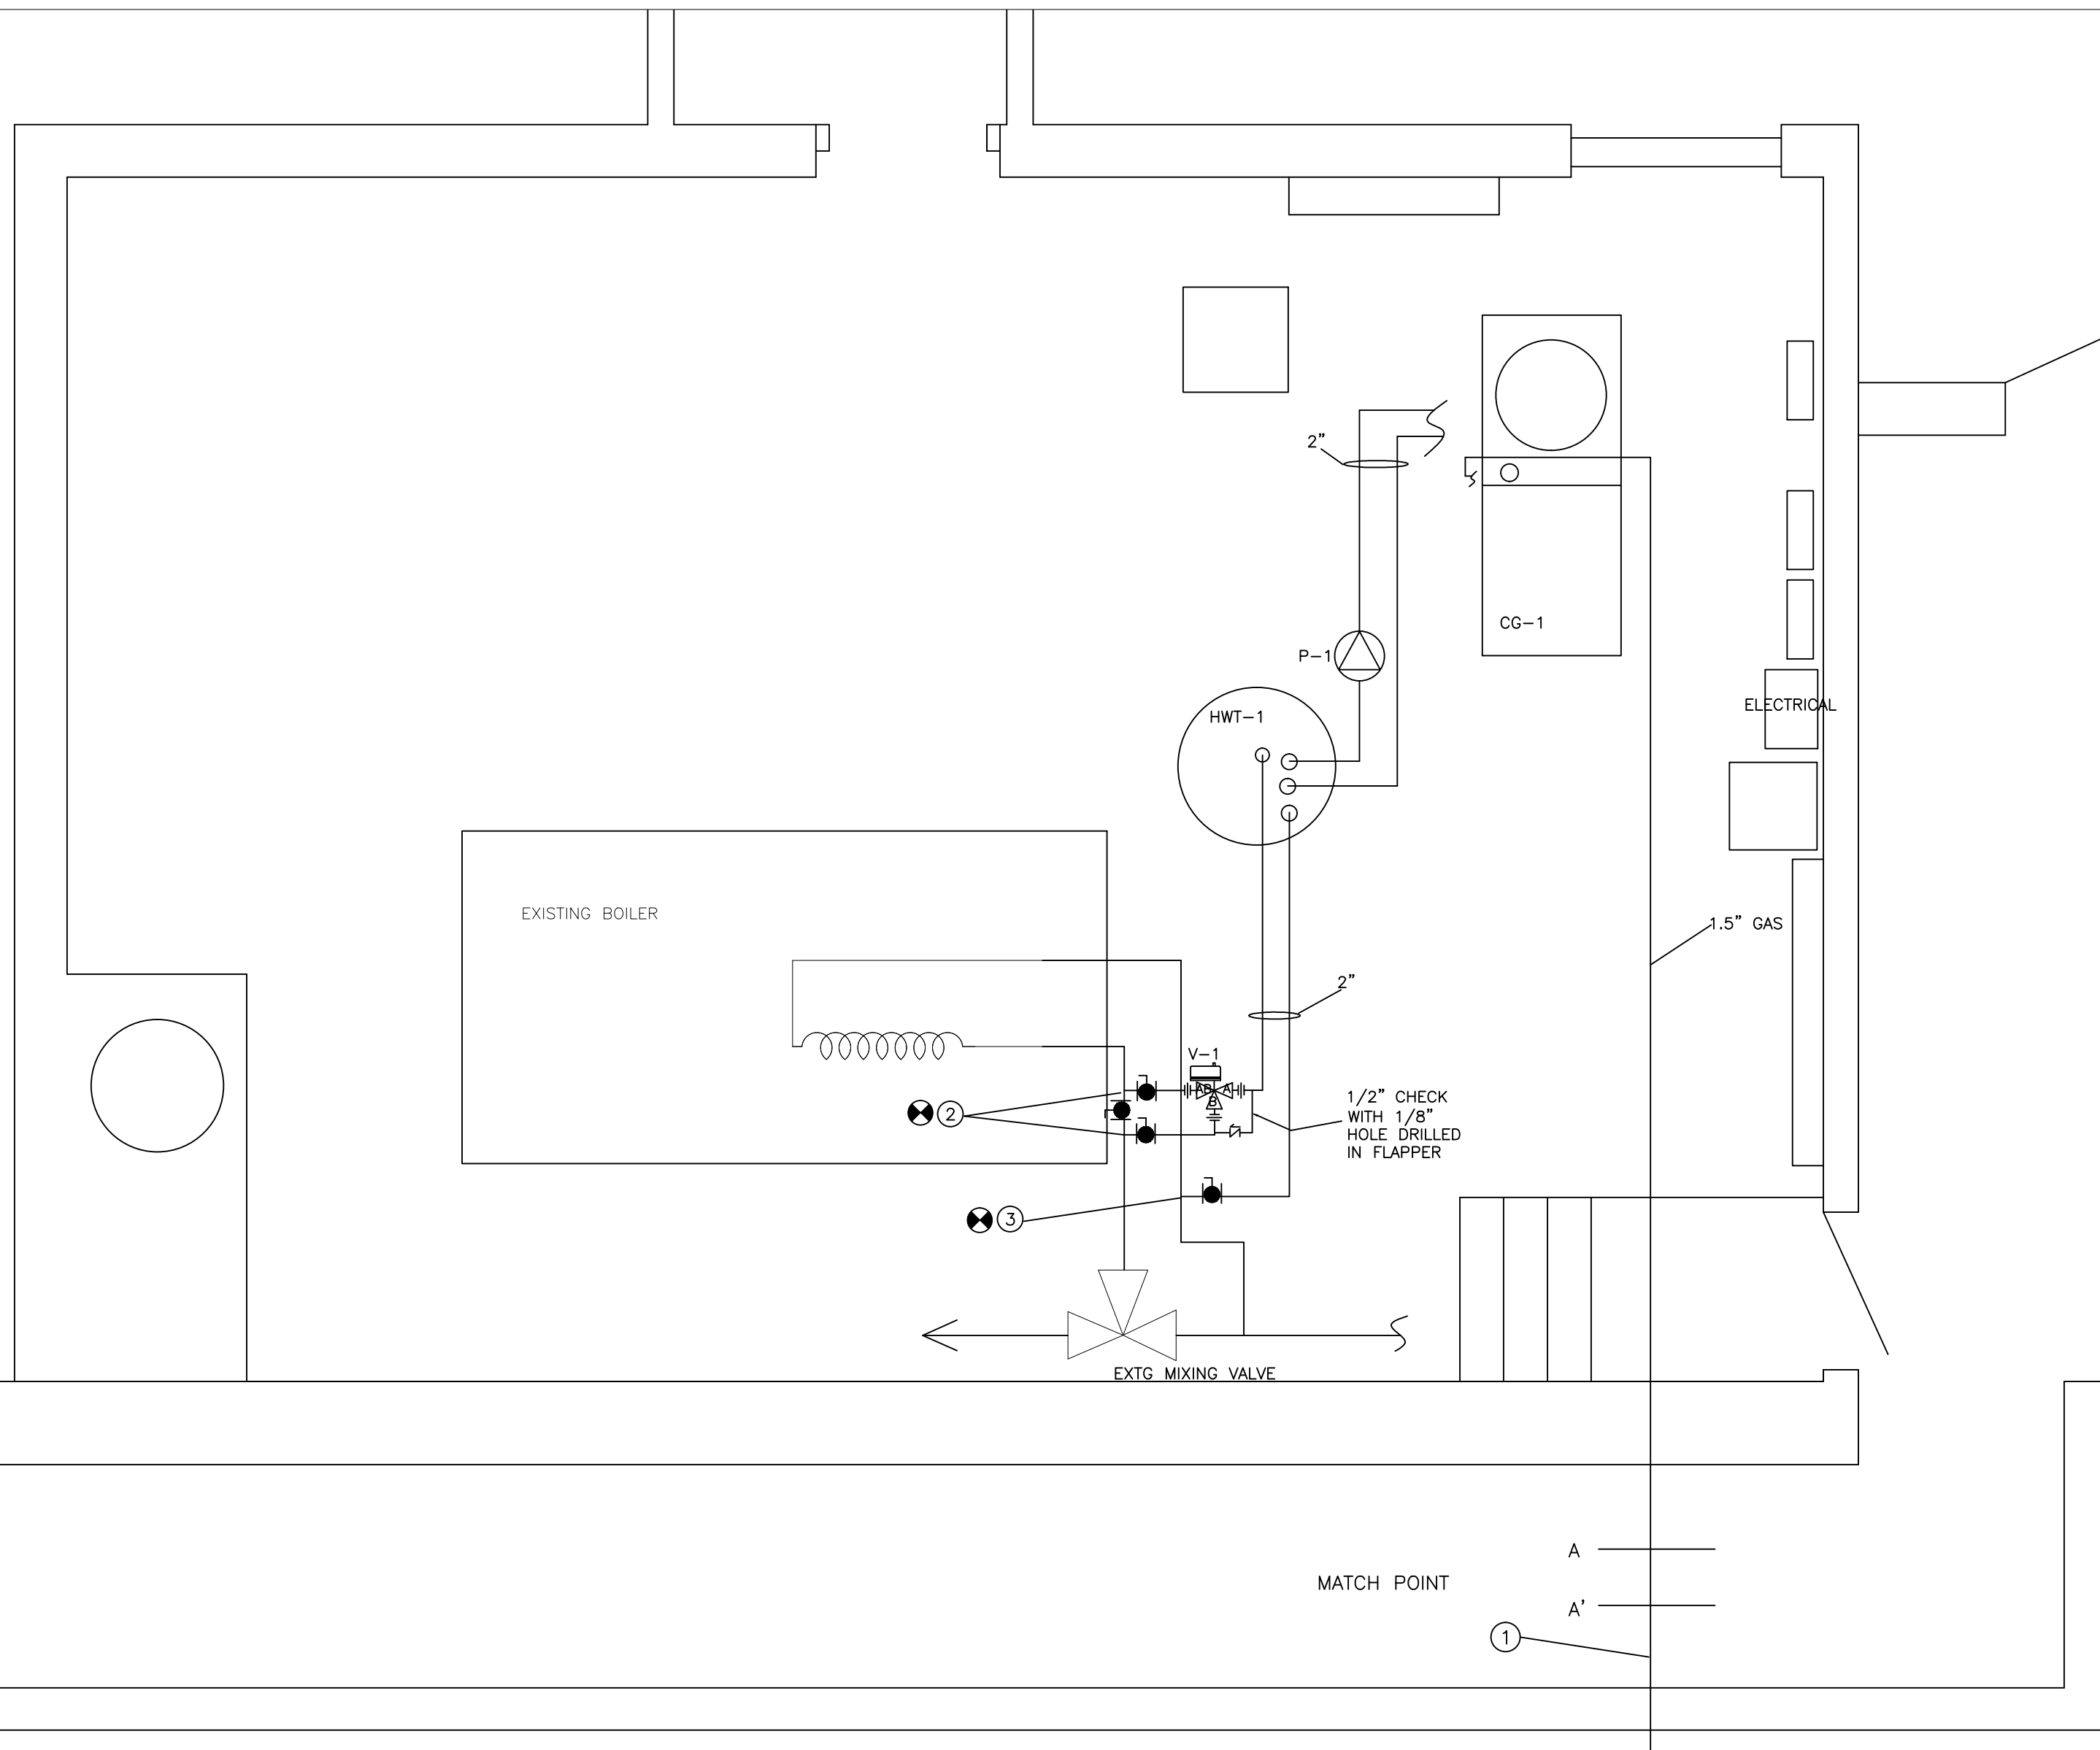 2”
CG-1
P-1
ELECTRICAL
HWT-1
EXISTING BOILER
1.5” GAS
2”
V-1
AB A
B
1/2” CHECK
WITH 1/8”
HOLE DRILLED
IN FLAPPER
2
3
EXTG MIXING VALVE
A
MATCH POINT
A’
1